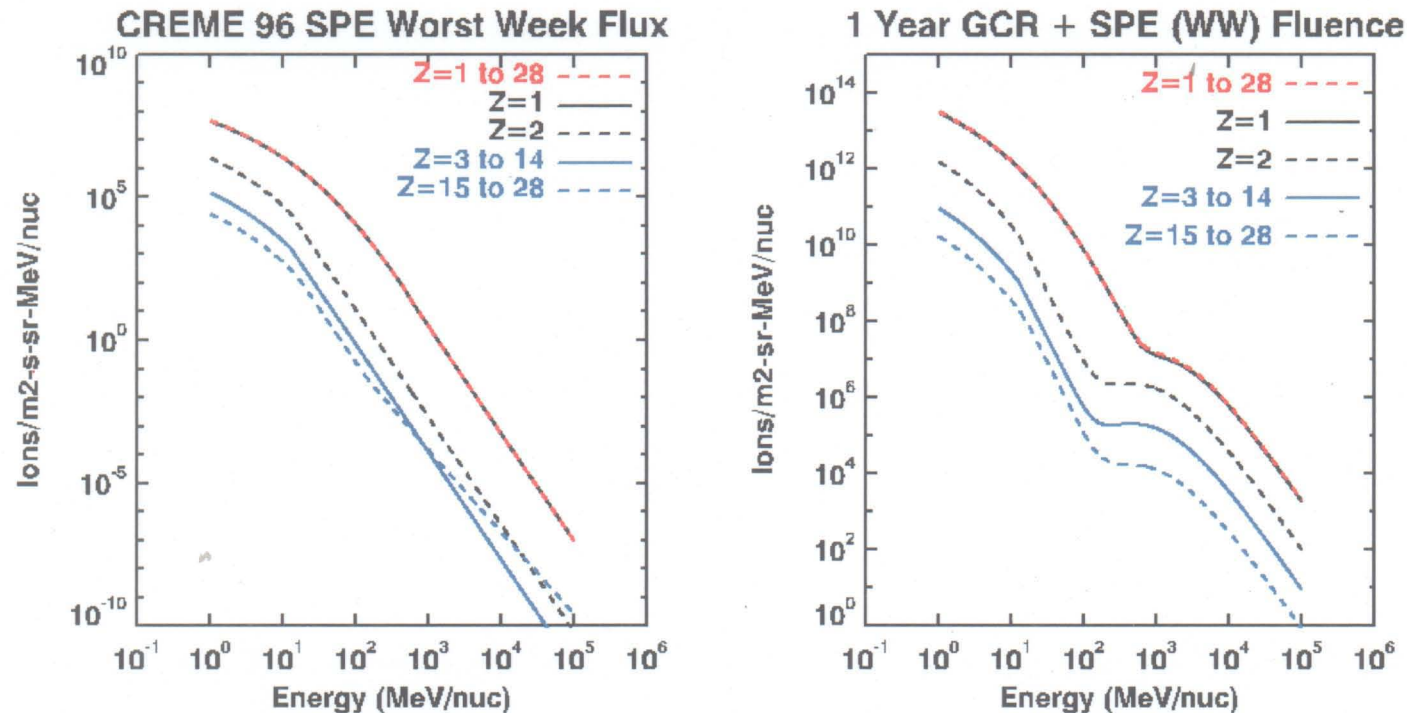 CREME 96 SPE Worst Week Flux
Ions/m2-s-sr-MeV/nuc
10^10
10^5
10^0
10^-5
10^-10
Z=1 to 28
Z=1
Z=2
Z=3 to 14
Z=15 to 28
10^-1 10^0 10^1 10^2 10^3 10^4 10^5 10^6
Energy (MeV/nuc)
1 Year GCR + SPE (WW) Fluence
Ions/m2-sr-MeV/nuc
10^14
10^12
10^10
10^8
10^6
10^4
10^2
10^0
Z=1 to 28
Z=1
Z=2
Z=3 to 14
Z=15 to 28
10^-1 10^0 10^1 10^2 10^3 10^4 10^5 10^6
Energy (MeV/nuc)